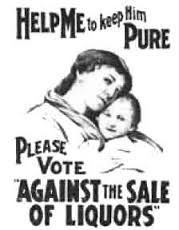 HELP ME to keep Him
PURE
PLEASE
VOTE
"AGAINST THE SALE
OF LIQUORS"